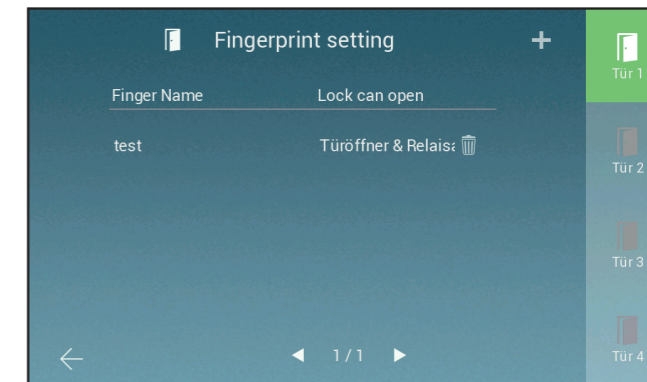 Fingerprint setting
Finger Name Lock can open
test Türöffner & Relaisa
1 / 1
Tür 1
Tür 2
Tür 3
Tür 4